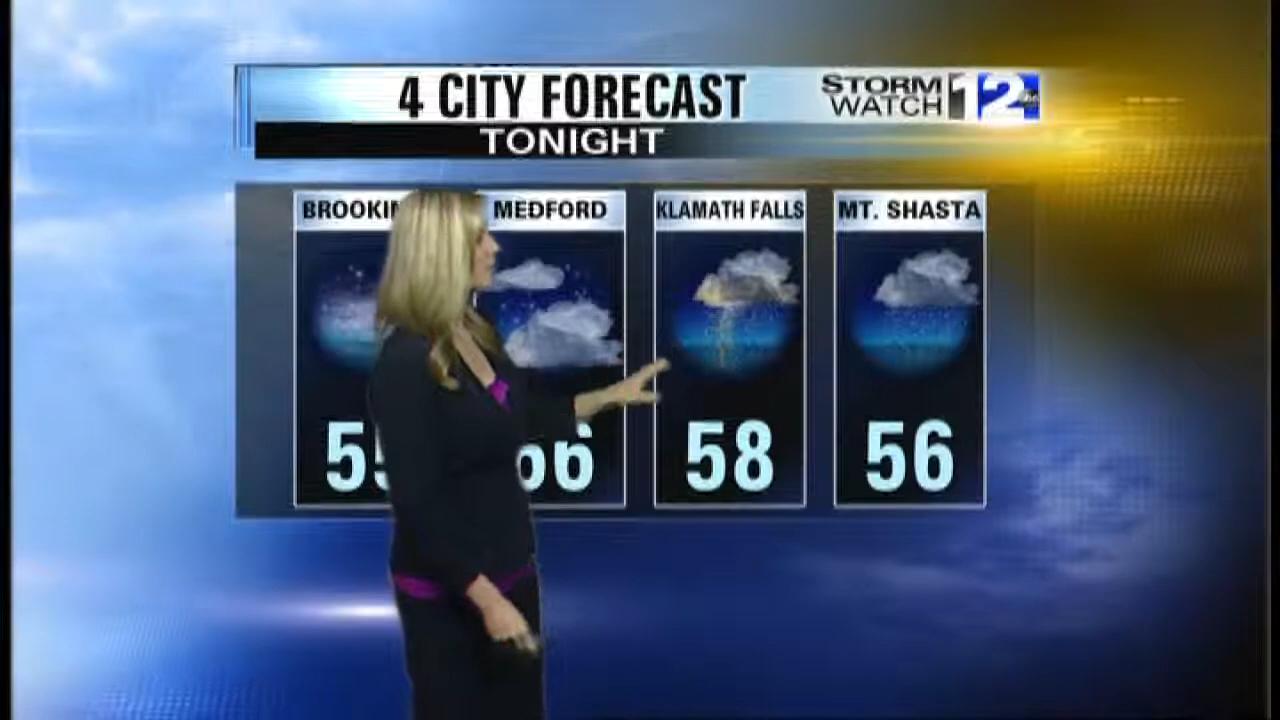 4 CITY FORECAST
STORM
WATCH 12
TONIGHT
MEDFORD
KLAMATH FALLS
MT. SHASTA
58
56